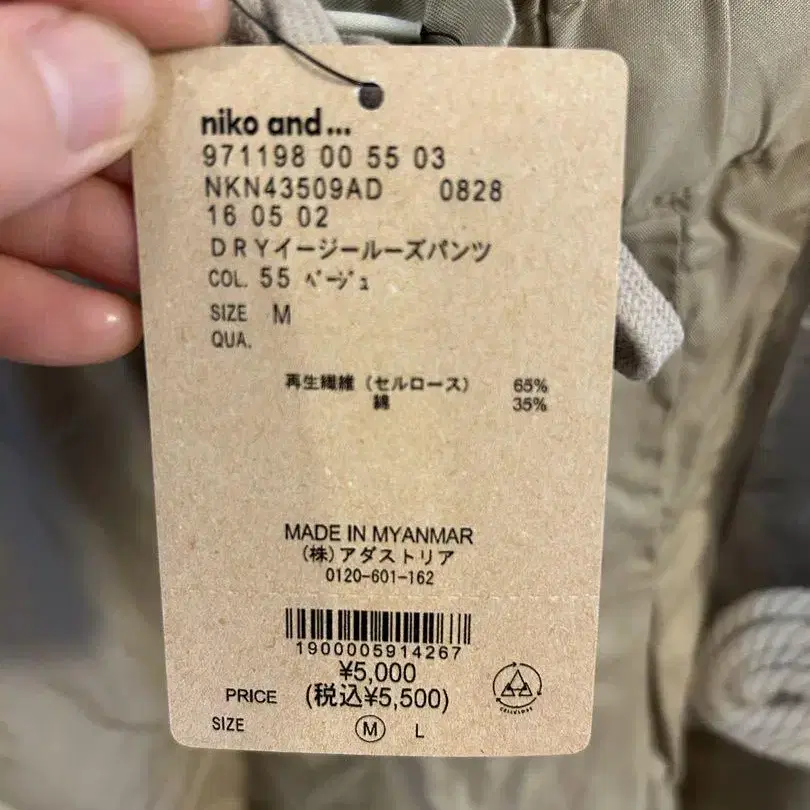 niko and...
971198 00 55 03
NKN43509AD 0828
16 05 02
DRYイージールーズパンツ
COL. 55 ベージュ
SIZE M
QUA.
再生繊維(セルロース) 65%
綿 35%
MADE IN MYANMAR
(株)アダストリア
0120-601-162
1900005914267
¥5,000
PRICE (税込¥5,500)
SIZE M L
CELLULOSE